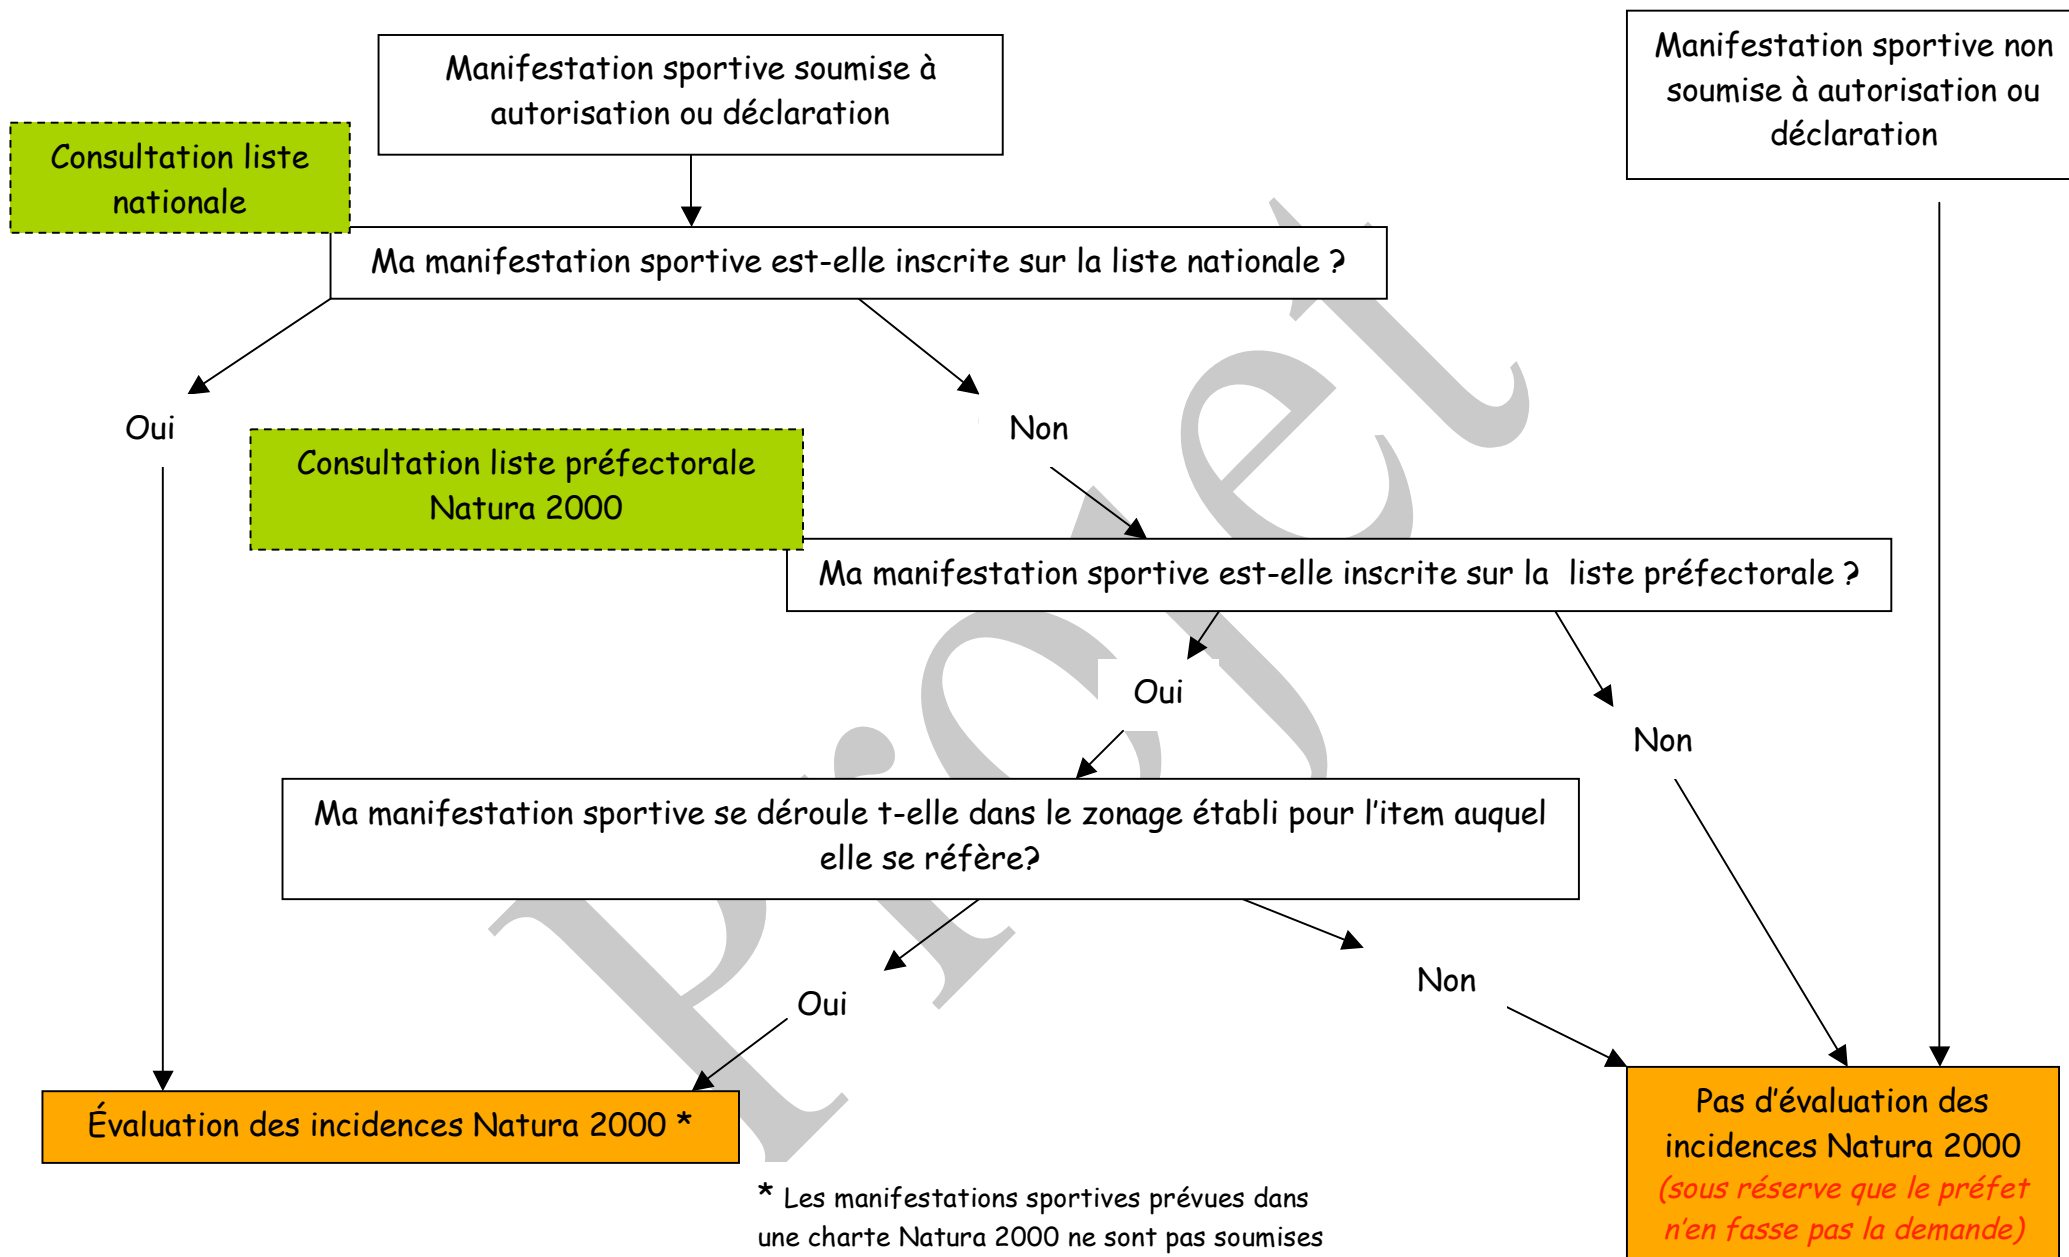 Manifestation sportive soumise à
autorisation ou déclaration
Manifestation sportive non
soumise à autorisation ou
déclaration
Consultation liste
nationale
Ma manifestation sportive est-elle inscrite sur la liste nationale ?
Oui
Non
Consultation liste préfectorale
Natura 2000
Ma manifestation sportive est-elle inscrite sur la liste préfectorale ?
Oui
Non
Ma manifestation sportive se déroule t-elle dans le zonage établi pour l'item auquel
elle se réfère?
Oui
Non
Évaluation des incidences Natura 2000 *
Pas d'évaluation des
incidences Natura 2000
(sous réserve que le préfet
n'en fasse pas la demande)
* Les manifestations sportives prévues dans
une charte Natura 2000 ne sont pas soumises
Projet